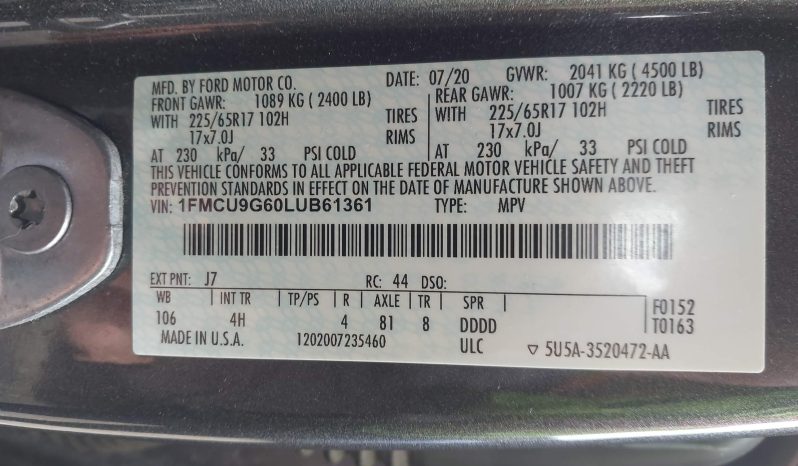 MFD. BY FORD MOTOR CO. DATE: 07/20 GVWR: 2041 KG ( 4500 LB)
FRONT GAWR: 1089 KG ( 2400 LB) REAR GAWR: 1007 KG ( 2220 LB)
WITH 225/65R17 102H TIRES WITH 225/65R17 102H TIRES
17x7.0J RIMS 17x7.0J RIMS
AT 230 kPa/ 33 PSI COLD AT 230 kPa/ 33 PSI COLD
THIS VEHICLE CONFORMS TO ALL APPLICABLE FEDERAL MOTOR VEHICLE SAFETY AND THEFT
PREVENTION STANDARDS IN EFFECT ON THE DATE OF MANUFACTURE SHOWN ABOVE.
VIN: 1FMCU9G60LUB61361 TYPE: MPV
EXT PNT: J7 RC: 44 DSO:
WB INT TR TP/PS R AXLE TR SPR
106 4H 4 81 8 DDDD
F0152
T0163
MADE IN U.S.A. 1202007235460 ULC ▽ 5U5A-3520472-AA